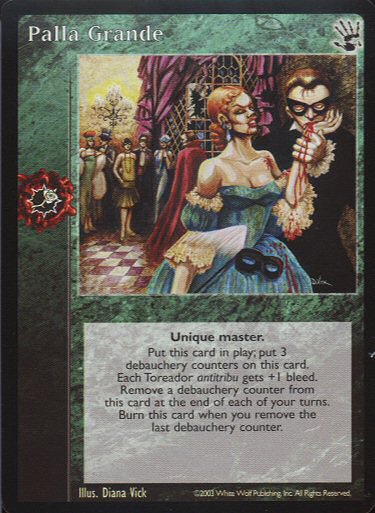 Palla Grande
D.Vick
Unique master.
Put this card in play; put 3
debauchery counters on this card.
Each Toreador antitribu gets +1 bleed.
Remove a debauchery counter from
this card at the end of each of your turns.
Burn this card when you remove the
last debauchery counter.
Illus. Diana Vick
©2003 White Wolf Publishing, Inc. All Rights Reserved.